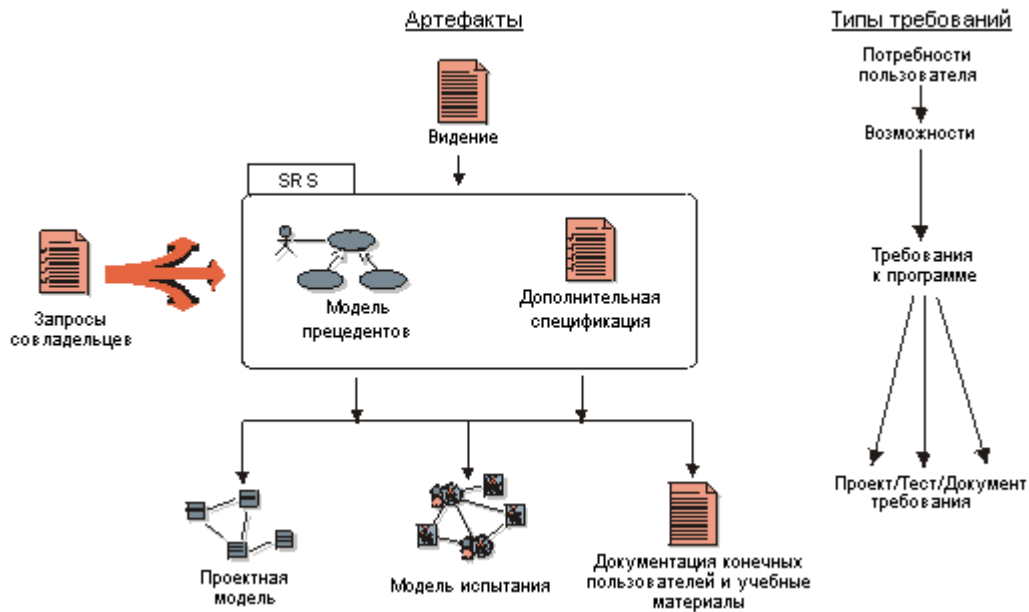 Артефакты
Типы требований
Потребности
пользователя
Видение
Возможности
SRS
Требования
к программе
Модель
прецедентов
Дополнительная
спецификация
Запросы
совладельцев
Проект/Тест/Документ
требования
Проектная
модель
Модель испытания
Документация конечных
пользователей и учебные
материалы